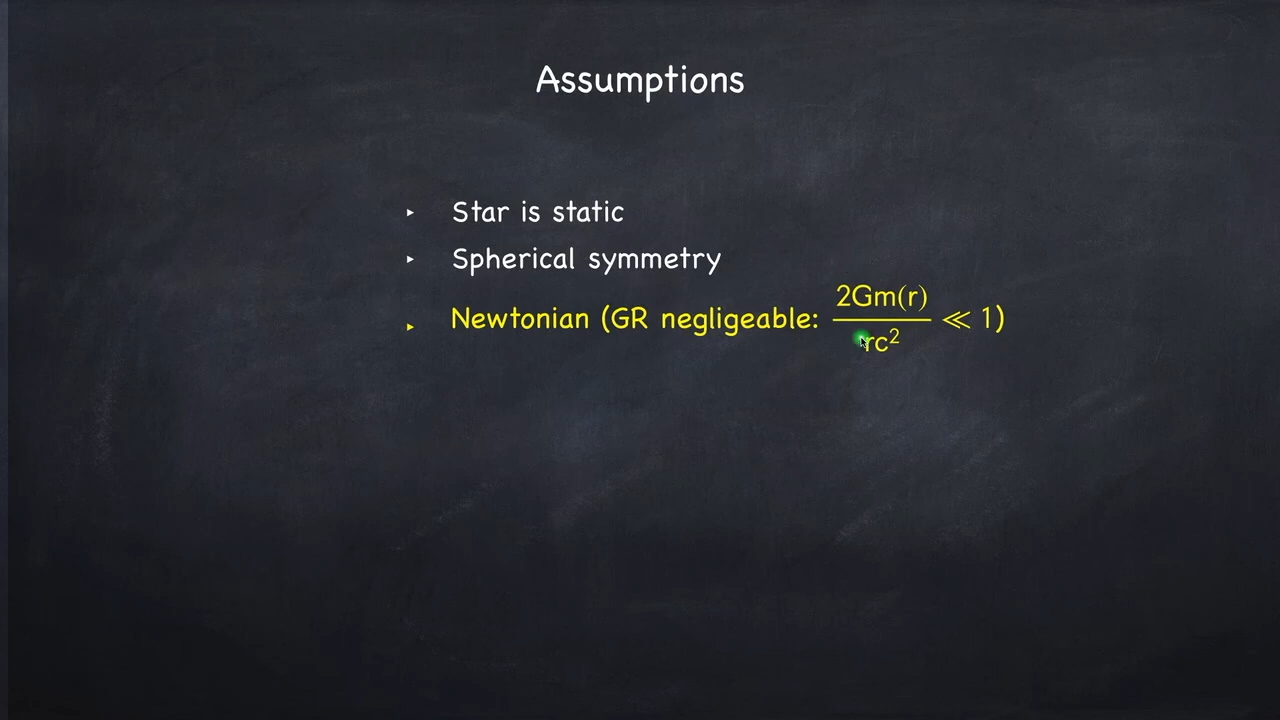 Assumptions
‣ Star is static
‣ Spherical symmetry
‣ Newtonian (GR negligeable: 2Gm(r)/rc² ≪ 1)